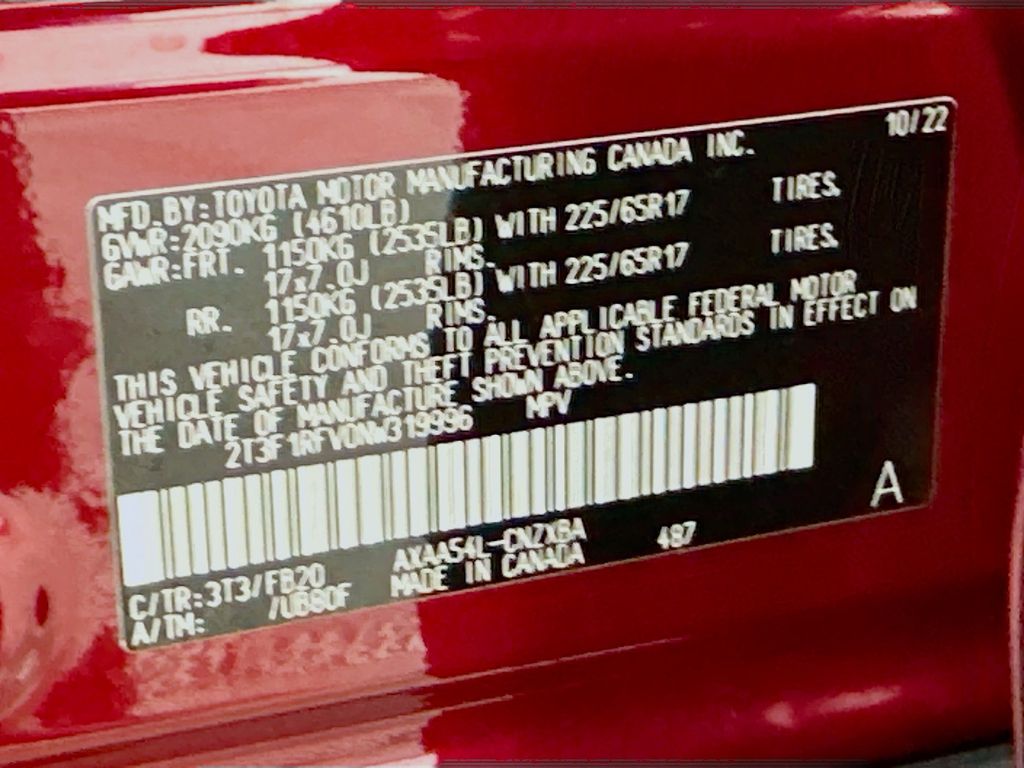 10/22
MFD.BY:TOYOTA MOTOR MANUFACTURING CANADA INC.
GVWR:2090KG (4610LB)
GAWR:FRT. 1150KG (2535LB) WITH 225/65R17 TIRES,
17x7.0J RIMS.
RR. 1150KG (2535LB) WITH 225/65R17 TIRES,
17x7.0J RIMS.
THIS VEHICLE CONFORMS TO ALL APPLICABLE FEDERAL MOTOR
VEHICLE SAFETY AND THEFT PREVENTION STANDARDS IN EFFECT ON
THE DATE OF MANUFACTURE SHOWN ABOVE.
2T3F1RFV0NW319996 MPV
A
C/TR:3T3/FB20 AXAA54L-CNZXBA 487
A/TM: /UB80F MADE IN CANADA